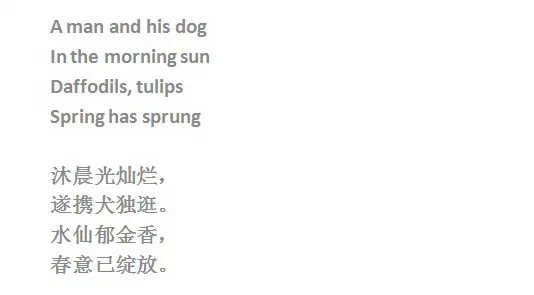 A man and his dog
In the morning sun
Daffodils, tulips
Spring has sprung
沐晨光灿烂，
遂携犬独逛。
水仙郁金香，
春意已绽放。